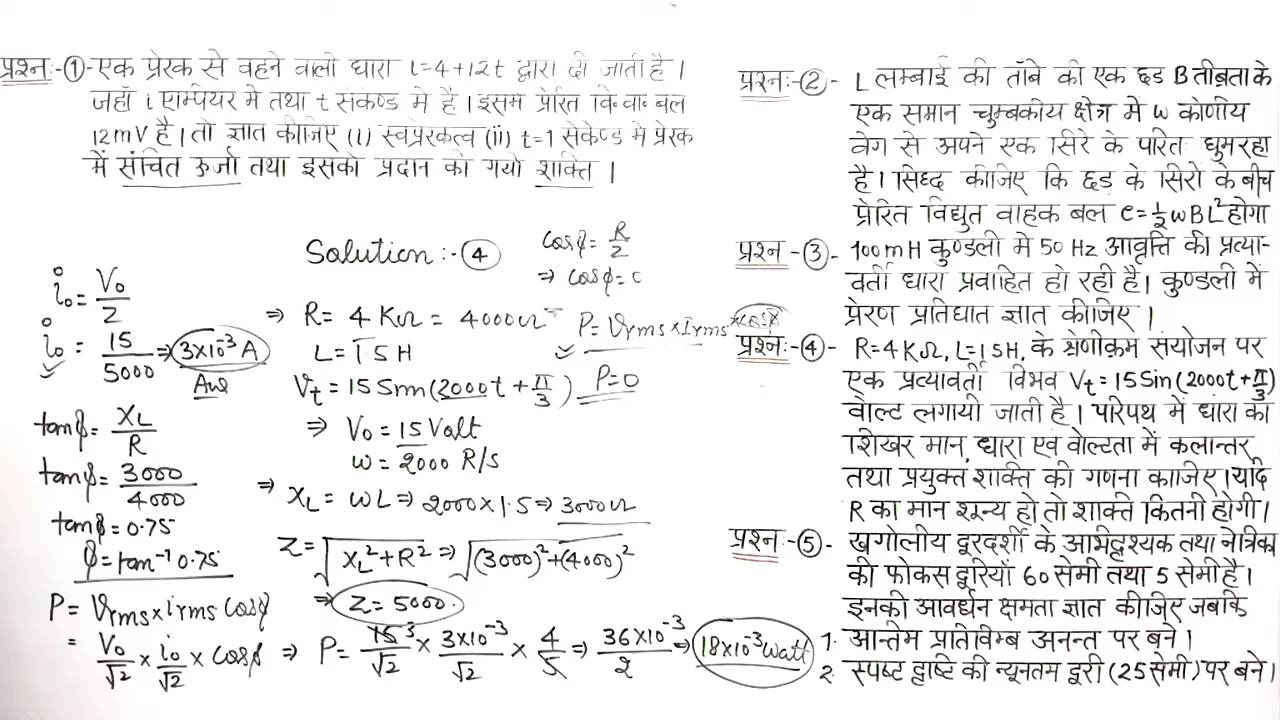 प्रश्न:-① - एक प्रेरक से वहने वाली धारा i=4+12t द्वारा दी जाती है।
जहाँ i एम्पियर मे तथा t सेकण्ड मे है। इसमे प्रेरित वि॰ वा॰ बल
12mV है। तो ज्ञात कीजिए (i) स्वप्रेरकत्व (ii) t=1 सेकेण्ड मे प्रेरक
में संचित ऊर्जा तथा इसको प्रदान की गयी शक्ति ।
Solution :- ④
cosϕ = R/Z
⇒ cosϕ = 0
i₀ = V₀/Z
i₀ = 15/5000 ⇒ 3×10⁻³ A
Ans
tanϕ = XL/R
tanϕ = 3000/4000
tanϕ = 0.75
ϕ = tan⁻¹ 0.75
P = Vrms × irms cosϕ
= V₀/√2 × i₀/√2 × cosϕ ⇒ P = 15³/√2 × 3×10⁻³/√2 × 4/5 ⇒ 36×10⁻³/2 ⇒ 18×10⁻³ watt
⇒ R = 4 KΩ = 4000Ω
L = 1.5 H
Vt = 15 Sin (2000t + π/3)
⇒ V₀ = 15 Volt
ω = 2000 R/S
⇒ XL = ωL ⇒ 2000×1.5 ⇒ 3000Ω
Z = √XL²+R² ⇒ √(3000)²+(4000)²
⇒ Z = 5000.
P = Vrms × Irms × cosϕ
P=0
प्रश्न:-② - L लम्बाई की ताँबे की एक छड B तीव्रता के
एक समान चुम्बकीय क्षेत्र मे w कोणीय
वेग से अपने एक सिरे के परित: घुम रहा
है। सिध्द कीजिए कि छड के सिरो के बीच
प्रेरित विद्युत वाहक बल e=½wBL² होगा
प्रश्न -③- 100mH कुण्डली मे 50 Hz आवृत्ति की प्रत्या-
वर्ती धारा प्रवाहित हो रही है। कुण्डली में
प्रेरण प्रतिघात ज्ञात कीजिए ।
प्रश्न:-④- R=4KΩ, L=1.5H, के श्रेणीक्रम संयोजन पर
एक प्रत्यावर्ती विभव Vt=15Sin(2000t+π/3)
वोल्ट लगायी जाती है। परिपथ में धारा का
शिखर मान, धारा एवं वोल्टता में कलान्तर
तथा प्रयुक्त शक्ति की गणना कीजिए। यदि
R का मान शून्य हो तो शक्ति कितनी होगी।
प्रश्न:-⑤- खगोलीय दूरदर्शी के अभिदृश्यक तथा नेत्रिका
की फोकस दूरियाँ 60 सेमी तथा 5 सेमी है।
इनकी आवर्धन क्षमता ज्ञात कीजिए जबकि
1. अन्तिम प्रतिविम्ब अनन्त पर बने।
2. स्पष्ट दृष्टि की न्यूनतम दूरी (25 सेमी) पर बने।